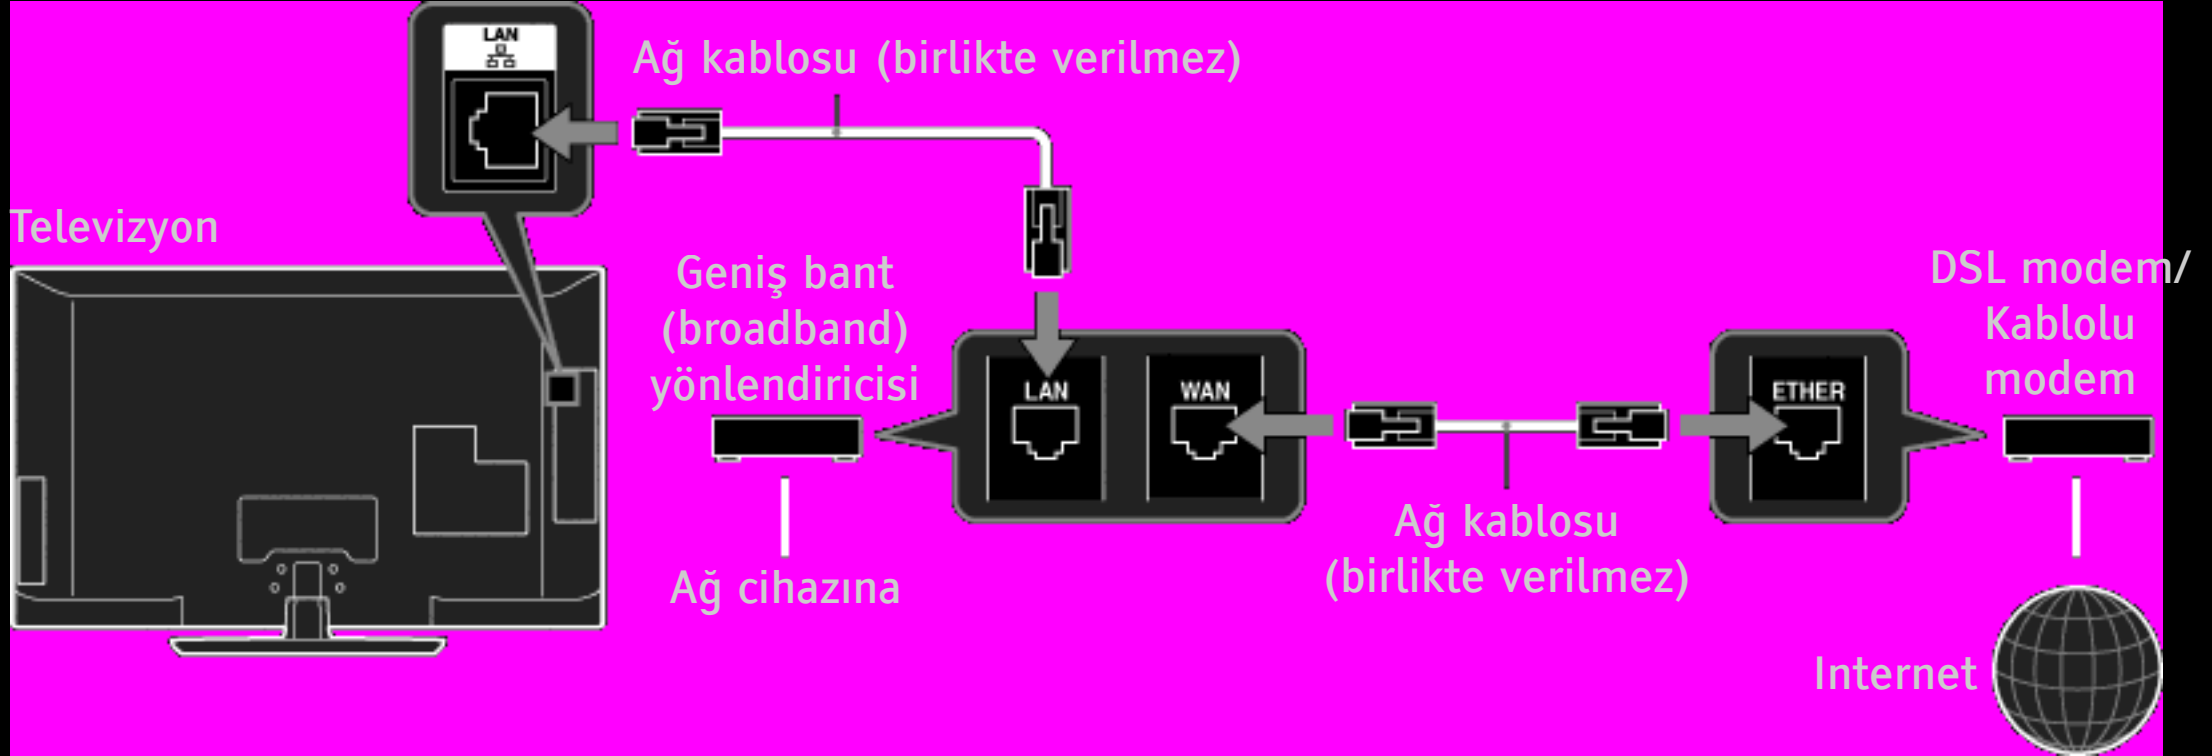 LAN
Ağ kablosu (birlikte verilmez)
Televizyon
Geniş bant
(broadband)
yönlendiricisi
DSL modem/
Kablolu
modem
LAN
WAN
ETHER
Ağ kablosu
(birlikte verilmez)
Ağ cihazına
Internet